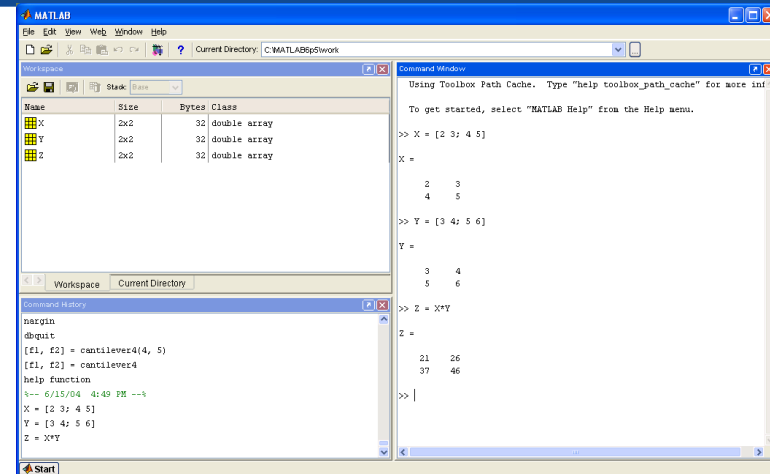 MATLAB
File Edit View Web Window Help
? Current Directory: C:\MATLAB6p5\work
Workspace
Stack: Base
Name Size Bytes Class
X 2x2 32 double array
Y 2x2 32 double array
Z 2x2 32 double array
Workspace Current Directory
Command History
nargin
dbquit
[f1, f2] = cantilever4(4, 5)
[f1, f2] = cantilever4
help function
%-- 6/15/04 4:49 PM --%
X = [2 3; 4 5]
Y = [3 4; 5 6]
Z = X*Y
Command Window
Using Toolbox Path Cache. Type "help toolbox_path_cache" for more inf
To get started, select "MATLAB Help" from the Help menu.
>> X = [2 3; 4 5]
X =
2 3
4 5
>> Y = [3 4; 5 6]
Y =
3 4
5 6
>> Z = X*Y
Z =
21 26
37 46
>>
Start